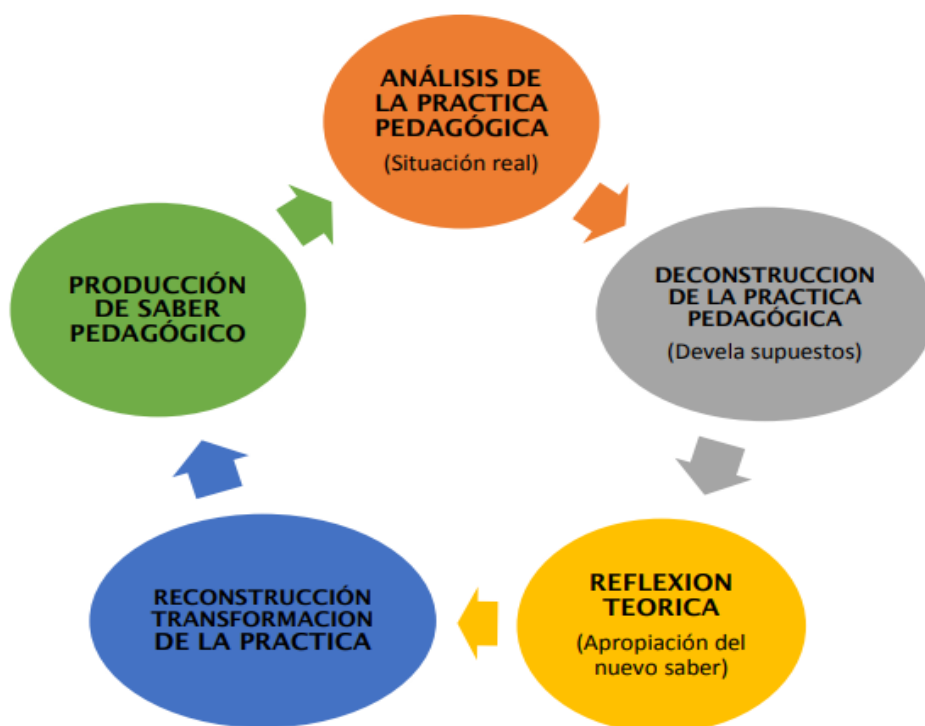 ANÁLISIS DE
LA PRACTICA
PEDAGÓGICA
(Situación real)
DECONSTRUCCION
DE LA PRACTICA
PEDAGÓGICA
(Devela supuestos)
REFLEXION
TEORICA
(Apropiación del
nuevo saber)
RECONSTRUCCIÓN
TRANSFORMACION
DE LA PRACTICA
PRODUCCIÓN
DE SABER
PEDAGÓGICO